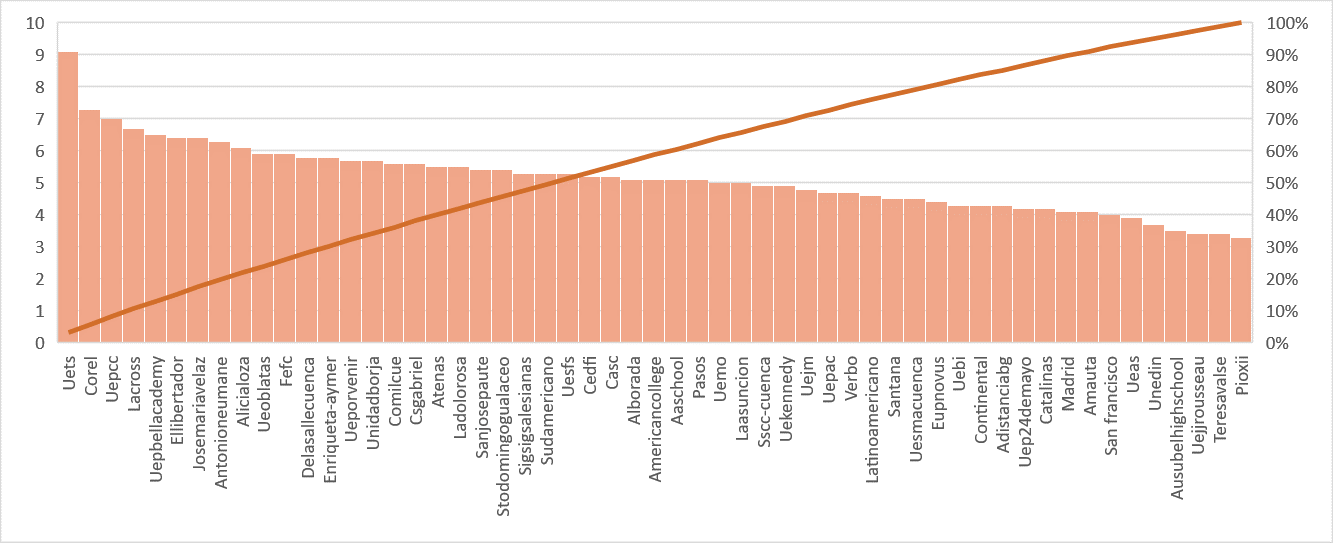 10
9
8
7
6
5
4
3
2
1
0
100%
90%
80%
70%
60%
50%
40%
30%
20%
10%
0%
Uets
Corel
Uepcc
Lacross
Uepbellacademy
Ellibertador
Josemariavelaz
Antonioneumane
Alicialoza
Ueoblatas
Fefc
Delasallecuenca
Enriqueta-aymer
Ueporvenir
Unidadborja
Comilcue
Csgabriel
Atenas
Ladolorosa
Sanjosepaute
Stodomingogualaceo
Sigsigsalesianas
Sudamericano
Uesfs
Cedfi
Casc
Alborada
Americancollege
Aaschool
Pasos
Uemo
Laasuncion
Sscc-cuenca
Uekennedy
Uejm
Uepac
Verbo
Latinoamericano
Santana
Uesmacuenca
Eupnovus
Uebi
Continental
Adistanciabg
Uep24demayo
Catalinas
Madrid
Amauta
San francisco
Ueas
Unedin
Ausubelhighschool
Uejjrousseau
Teresavalse
Pioxii